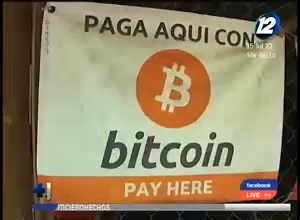 PAGA AQUI CON
12
bitcoin
PAY HERE
facebook
LIVE